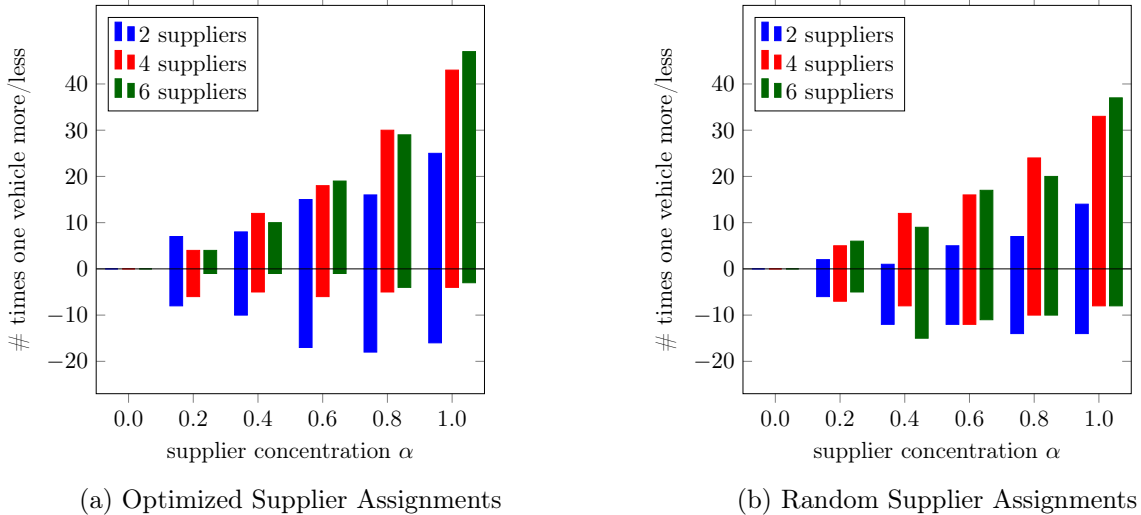 2 suppliers
4 suppliers
6 suppliers
# times one vehicle more/less
40
30
20
10
0
−10
−20
0.0 0.2 0.4 0.6 0.8 1.0
supplier concentration α
(a) Optimized Supplier Assignments
2 suppliers
4 suppliers
6 suppliers
# times one vehicle more/less
40
30
20
10
0
−10
−20
0.0 0.2 0.4 0.6 0.8 1.0
supplier concentration α
(b) Random Supplier Assignments